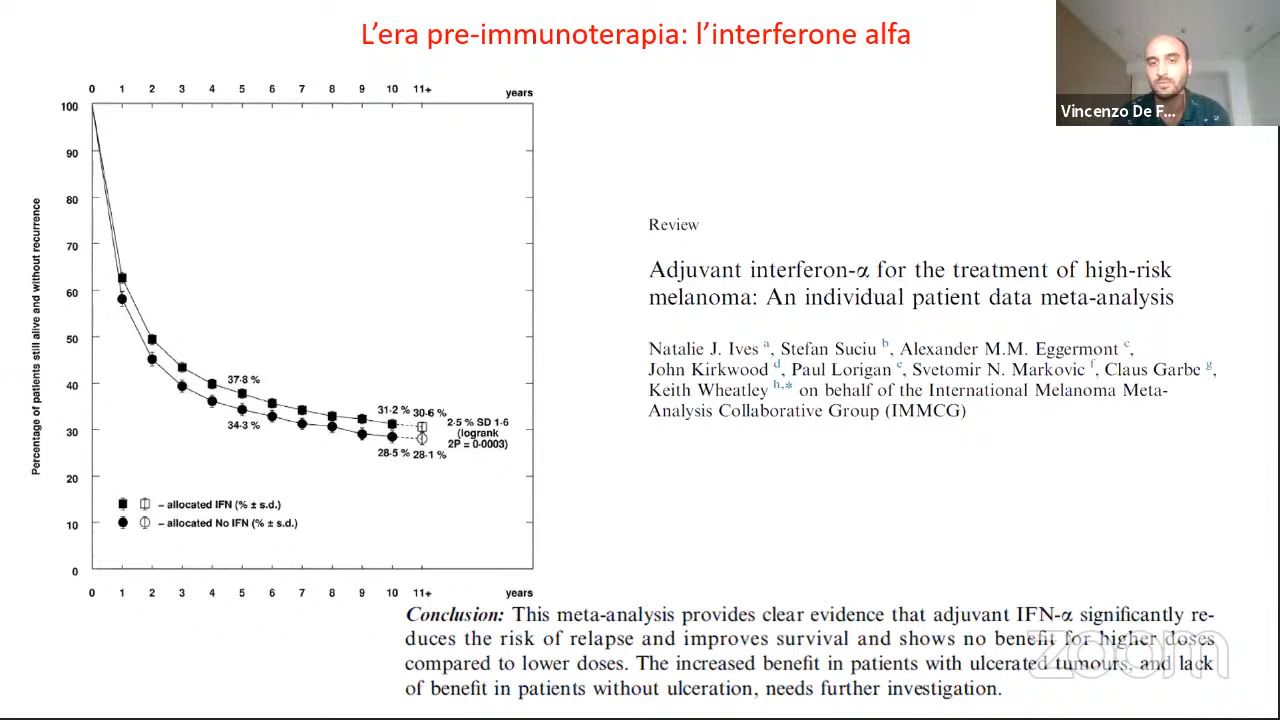 L’era pre-immunoterapia: l’interferone alfa
Vincenzo De F...
0 1 2 3 4 5 6 7 8 9 10 11+ years
100
90
80
70
60
50
40
30
20
10
0
Percentage of patients still alive and without recurrence
37·8 %
34·3 %
31·2 % 30·6 %
2·5 % SD 1·6
(logrank
2P = 0·0003)
28·5 % 28·1 %
– allocated IFN (% ± s.d.)
– allocated No IFN (% ± s.d.)
0 1 2 3 4 5 6 7 8 9 10 11+ years
Review
Adjuvant interferon-α for the treatment of high-risk
melanoma: An individual patient data meta-analysis
Natalie J. Ives a, Stefan Suciu b, Alexander M.M. Eggermont c,
John Kirkwood d, Paul Lorigan e, Svetomir N. Markovic f, Claus Garbe g,
Keith Wheatley h,* on behalf of the International Melanoma Meta-
Analysis Collaborative Group (IMMCG)
Conclusion: This meta-analysis provides clear evidence that adjuvant IFN-α significantly re-
duces the risk of relapse and improves survival and shows no benefit for higher doses
compared to lower doses. The increased benefit in patients with ulcerated tumours, and lack
of benefit in patients without ulceration, needs further investigation.
zoom